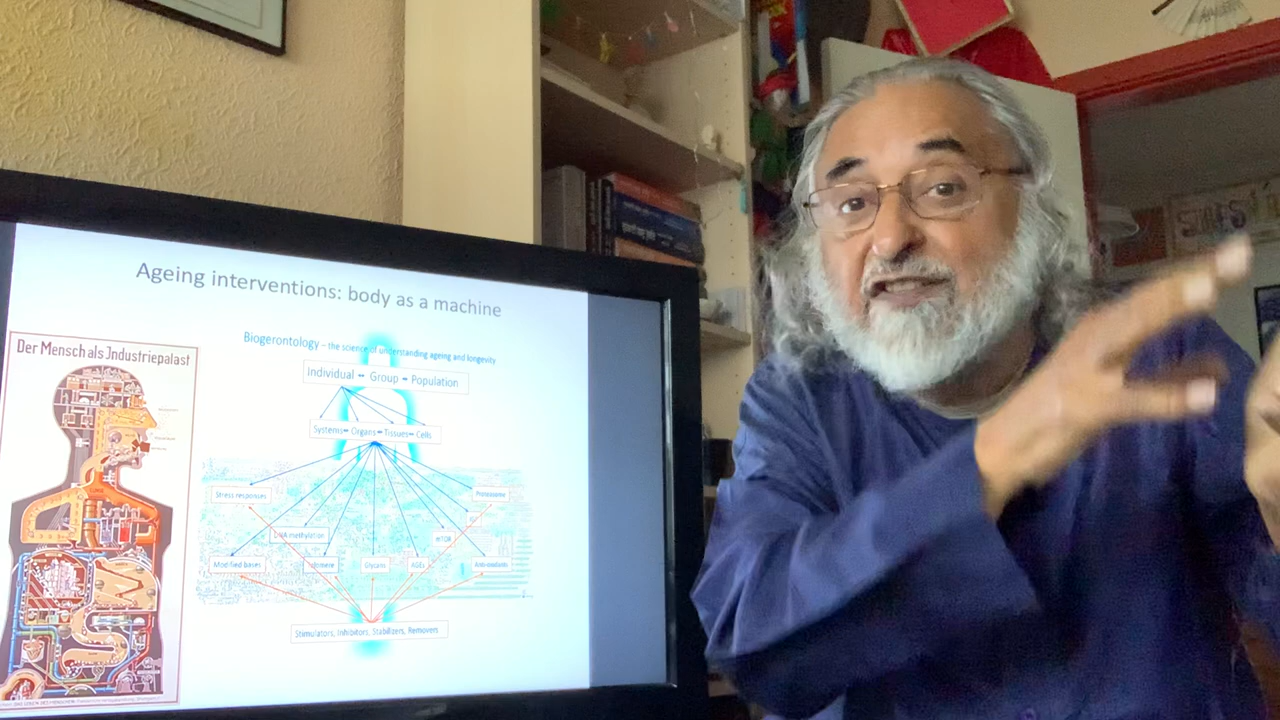 Ageing interventions: body as a machine
Der Mensch als Industriepalast
Biogerontology – the science of understanding ageing and longevity
Individual – Group – Population
Systems– Organs– Tissues– Cells
Stress responses
Proteasome
DNA methylation
mTOR
Modified bases
Telomere
Glycans
AGEs
Anti-oxidants
Stimulators, Inhibitors, Stabilizers, Removers